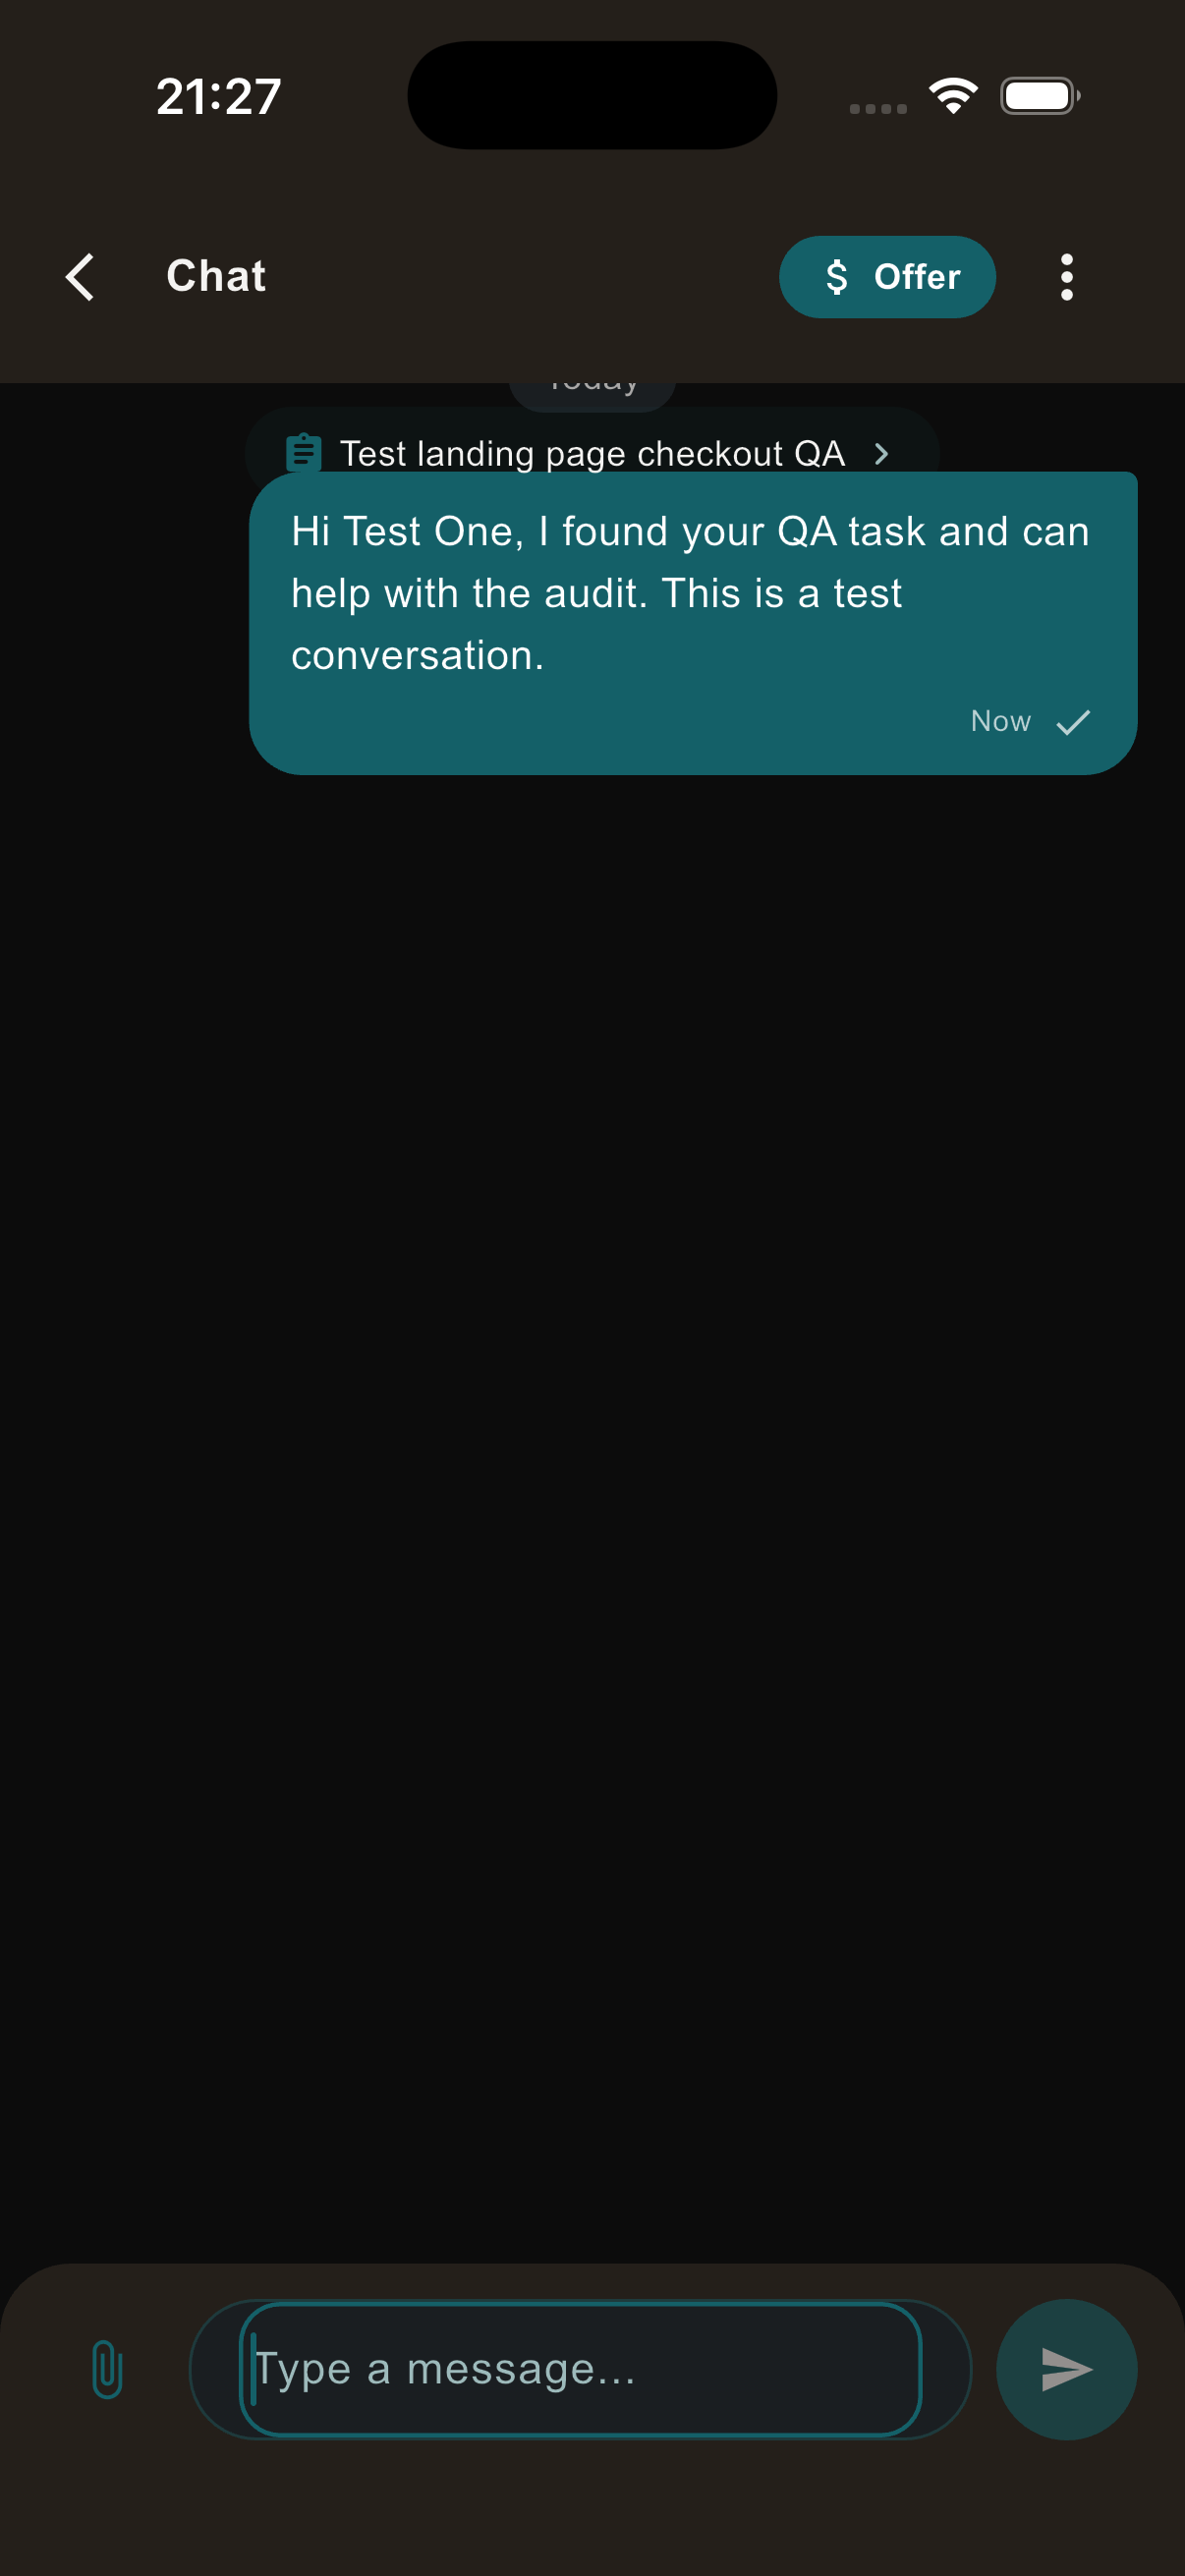 21:27
Chat
$ Offer
Today
Test landing page checkout QA
Hi Test One, I found your QA task and can
help with the audit. This is a test
conversation.
Now
Type a message...